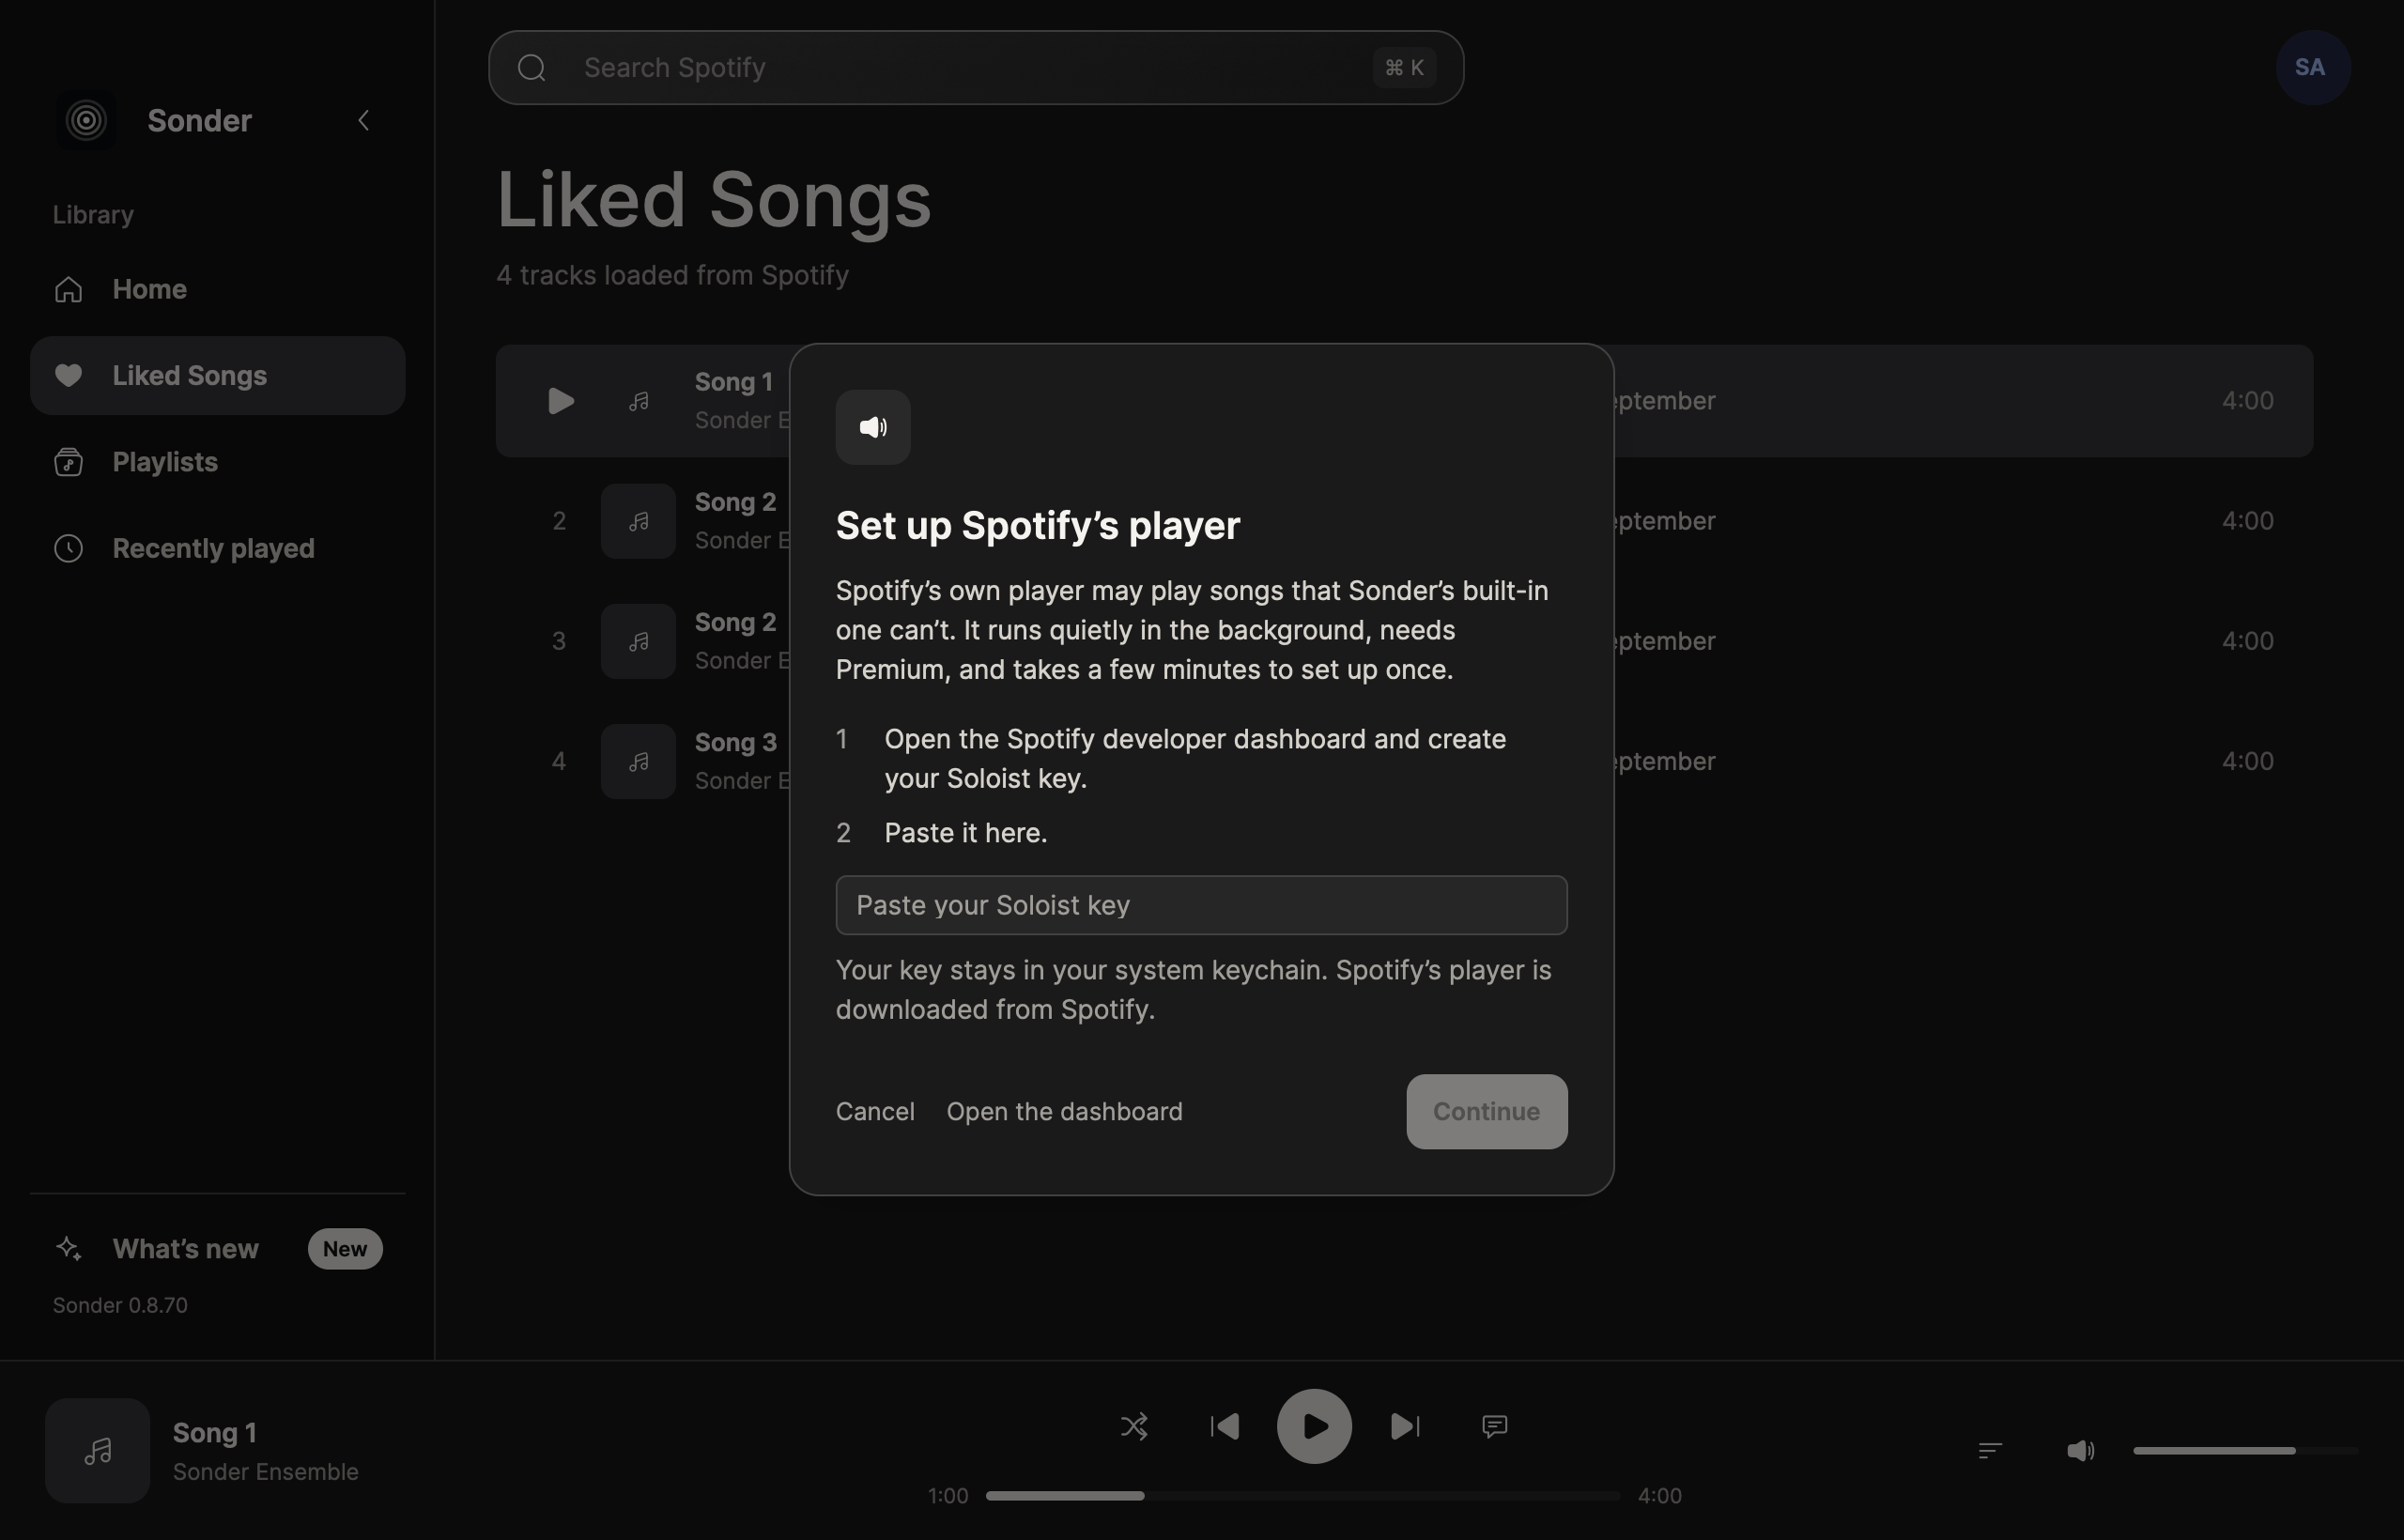 Search Spotify
⌘ K
SA
Sonder
Library
Home
Liked Songs
Playlists
Recently played
What’s new
New
Sonder 0.8.70
Liked Songs
4 tracks loaded from Spotify
Song 1
Sonder E
eptember
4:00
2
Song 2
Sonder E
eptember
4:00
3
Song 2
Sonder E
eptember
4:00
4
Song 3
Sonder E
eptember
4:00
Set up Spotify’s player
Spotify’s own player may play songs that Sonder’s built-in
one can’t. It runs quietly in the background, needs
Premium, and takes a few minutes to set up once.
1 Open the Spotify developer dashboard and create
your Soloist key.
2 Paste it here.
Paste your Soloist key
Your key stays in your system keychain. Spotify’s player is
downloaded from Spotify.
Cancel
Open the dashboard
Continue
Song 1
Sonder Ensemble
1:00
4:00